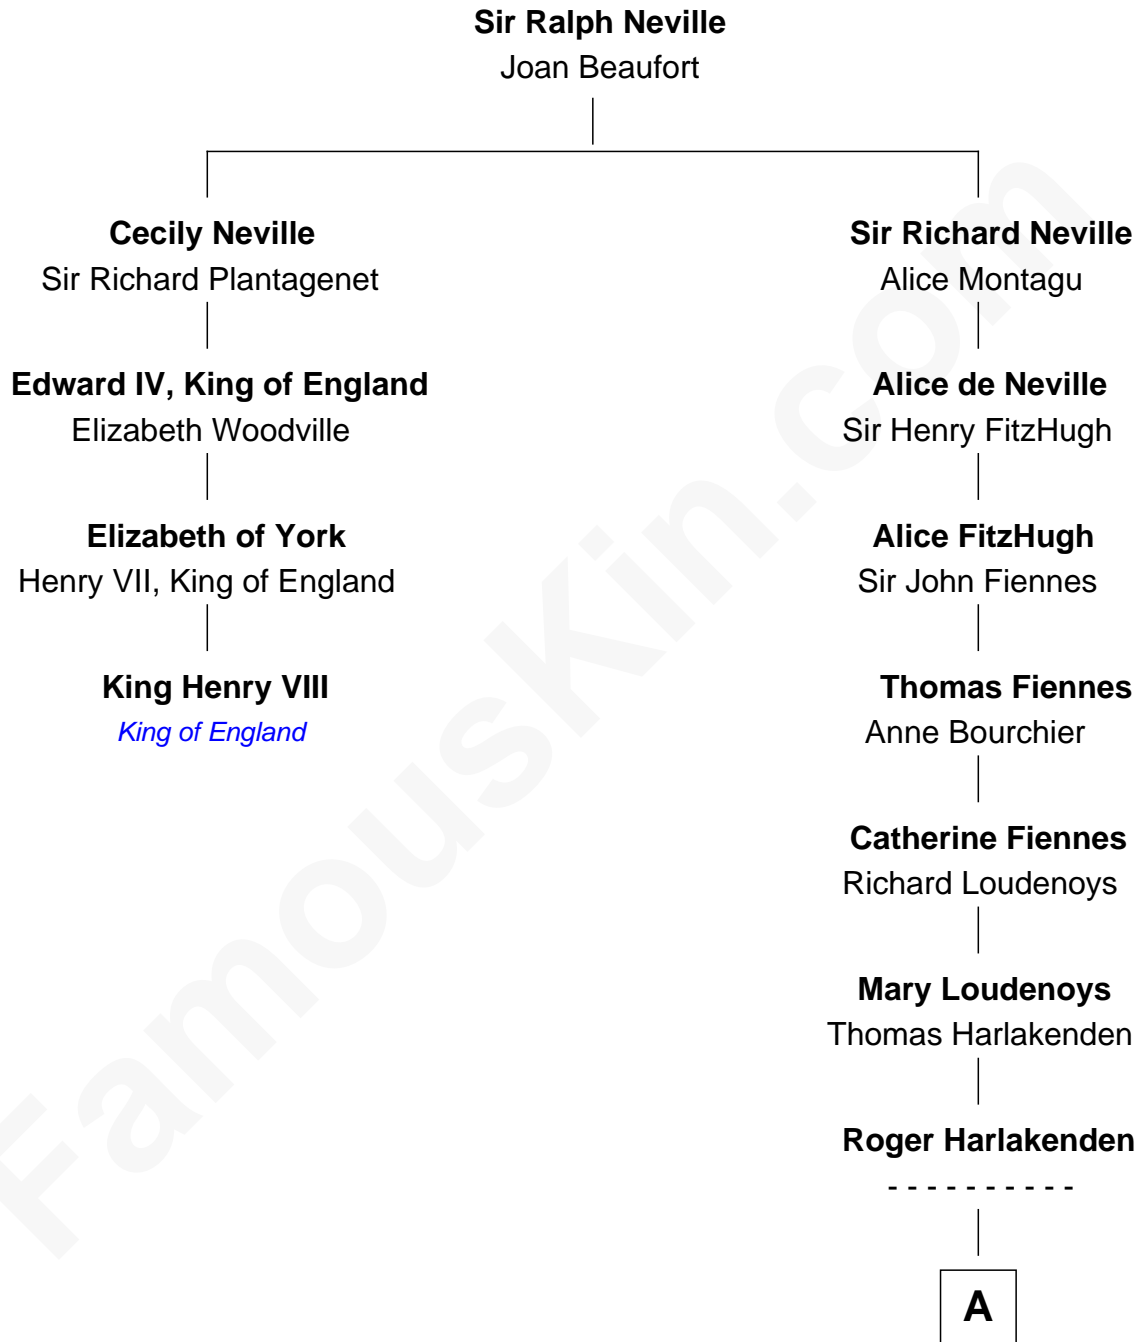 Sir Ralph Neville
Joan Beaufort
Cecily Neville
Sir Richard Plantagenet
Sir Richard Neville
Alice Montagu
Edward IV, King of England
Elizabeth Woodville
Alice de Neville
Sir Henry FitzHugh
Elizabeth of York
Henry VII, King of England
Alice FitzHugh
Sir John Fiennes
King Henry VIII
King of England
Thomas Fiennes
Anne Bourchier
Catherine Fiennes
Richard Loudenoys
Mary Loudenoys
Thomas Harlakenden
Roger Harlakenden
- - - - - - - - - -
A
FamousKin.com